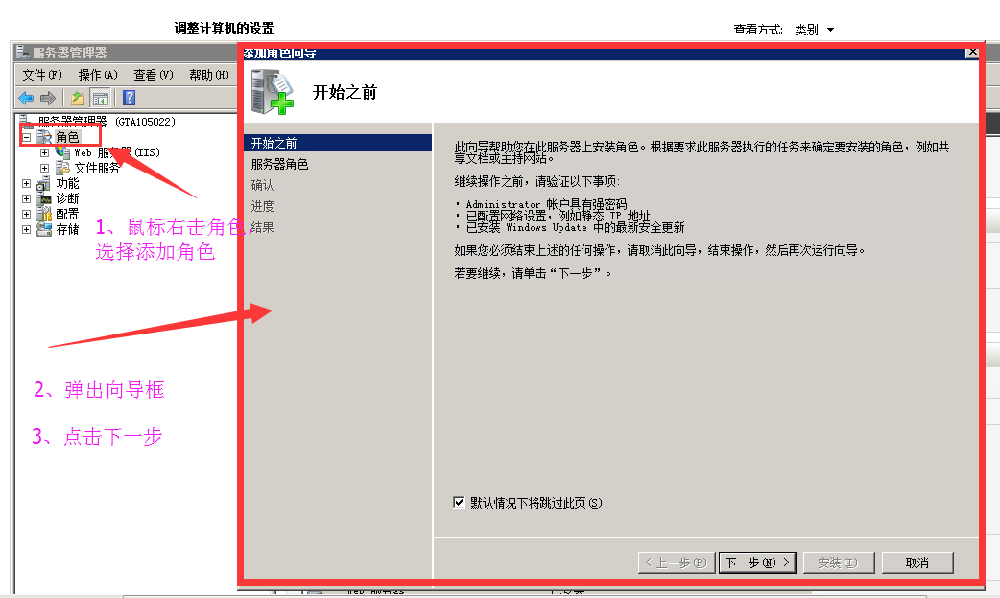 调整计算机的设置
查看方式: 类别
服务器管理器
添加角色向导
文件(F) 操作(A) 查看(V) 帮助(H)
开始之前
服务器管理器 (GTA105022)
角色
Web 服务器(IIS)
文件服务
功能
诊断
配置
存储
1、鼠标右击角色,
选择添加角色
2、弹出向导框
3、点击下一步
开始之前
服务器角色
确认
进度
结果
此向导帮助您在此服务器上安装角色。根据要求此服务器执行的任务来确定要安装的角色，例如共
享文档或主持网站。
继续操作之前，请验证以下事项:
• Administrator 帐户具有强密码
• 已配置网络设置，例如静态 IP 地址
• 已安装 Windows Update 中的最新安全更新
如果您必须结束上述的任何操作，请取消此向导，结束操作，然后再次运行向导。
若要继续，请单击“下一步”。
默认情况下将跳过此页(S)
< 上一步(P) 下一步(N) > 安装(I) 取消